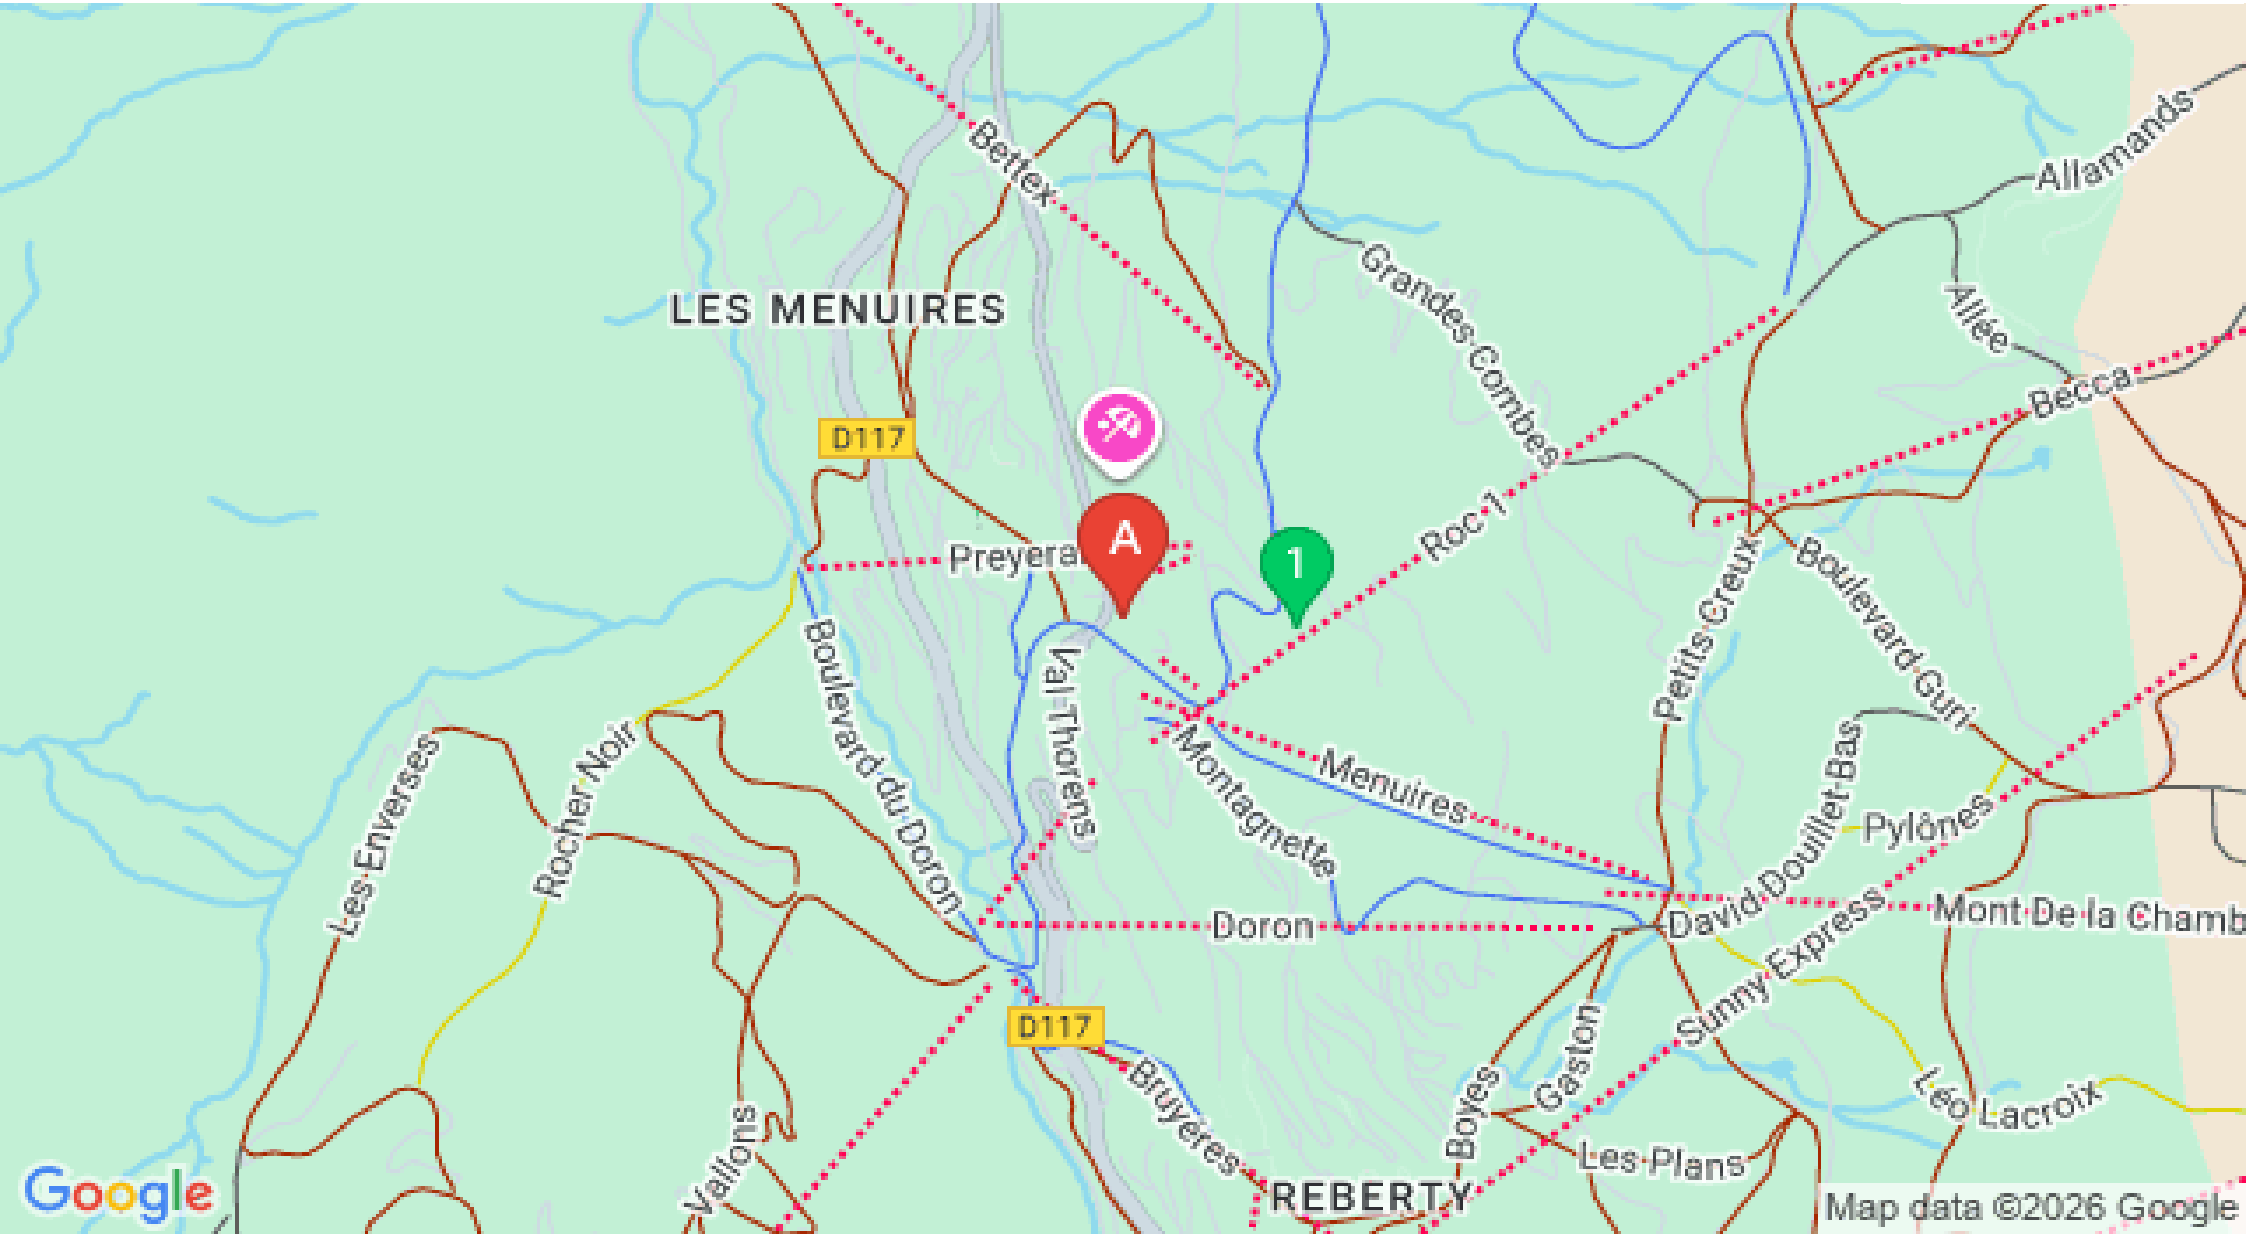 Bettex
Allamands
Grandes Combes
Allée
LES MENUIRES
Becca
D117
Roc 1
A
Preyera
1
Petits Creux
Boulevard Guri
Boulevard du Doron
Val Thorens
Les Enverses
Rocher Noir
Montagnette
Menuires
David Douillet Bas
Pylônes
Doron
Mont De la Chamb
Sunny Express
D117
Bruyères
Boyes
Gaston
Léo Lacroix
Vallons
Les Plans
REBERTY
Google
Map data ©2026 Google